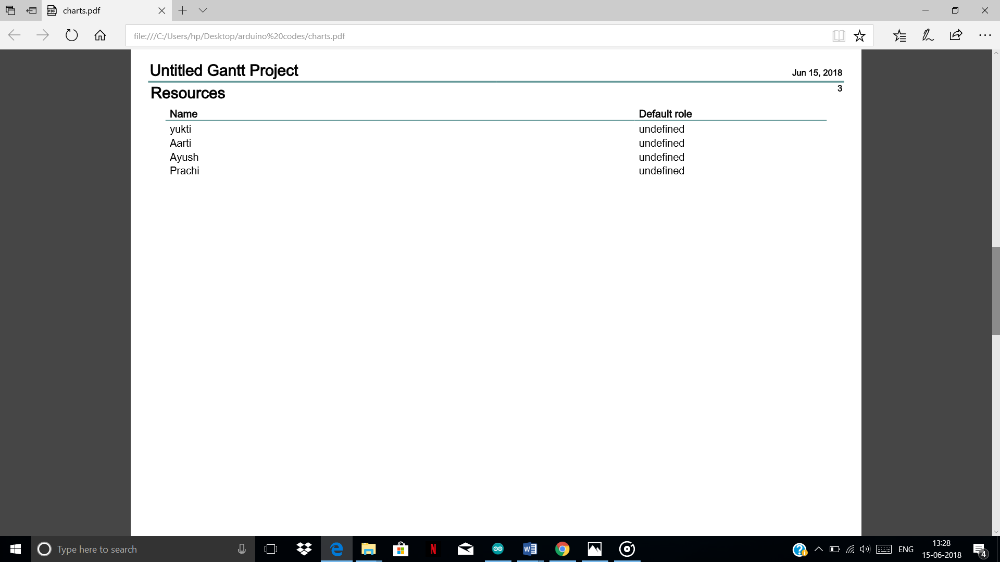 charts.pdf
file:///C:/Users/hp/Desktop/arduino%20codes/charts.pdf
Untitled Gantt Project
Jun 15, 2018
Resources
3
Name Default role
yukti undefined
Aarti undefined
Ayush undefined
Prachi undefined
Type here to search
ENG
13:28
15-06-2018
4